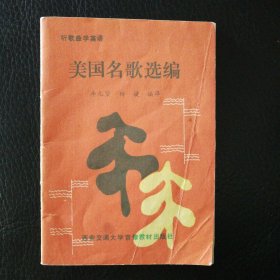 听歌曲学英语
美国名歌选编
编译
西安交通大学音像教材出版社